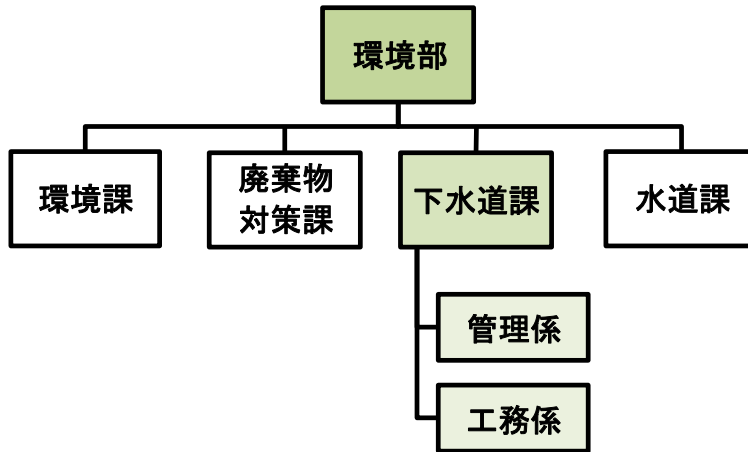 環境部
環境課
廃棄物
対策課
下水道課
水道課
管理係
工務係